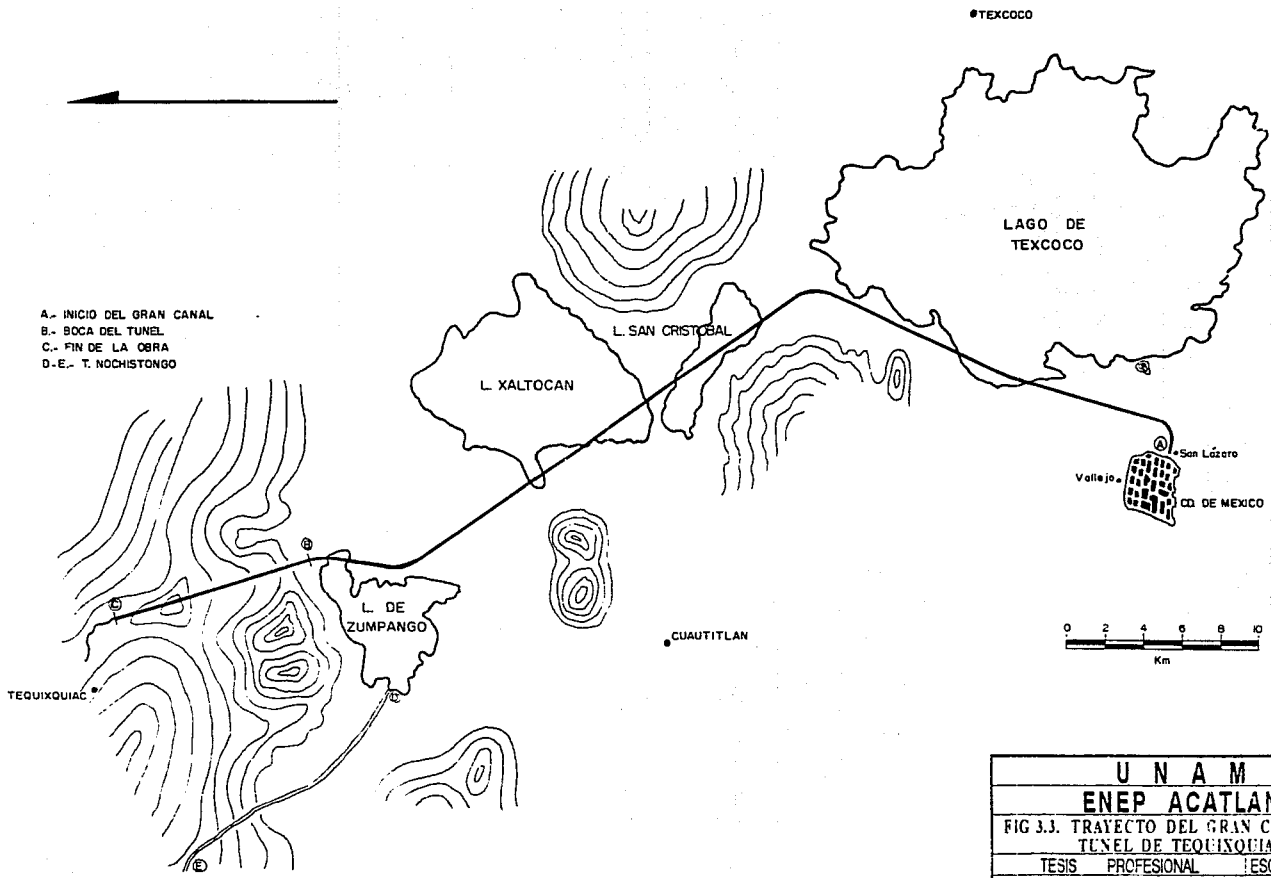 TEXCOCO
LAGO DE
TEXCOCO
A.- INICIO DEL GRAN CANAL
B.- BOCA DEL TUNEL
C.- FIN DE LA OBRA
D-E.- T. NOCHISTONGO
L. SAN CRISTOBAL
L. XALTOCAN
A
San Lázaro
Vallejo
CD. DE MEXICO
B
L. DE
ZUMPANGO
CUAUTITLAN
TEQUIXQUIAC
E
0 2 4 6 8 10
Km
U N A M
ENEP ACATLAN
FIG 3.3. TRAYECTO DEL GRAN C
TUNEL DE TEQUIXQUIA
TESIS PROFESIONAL ESC